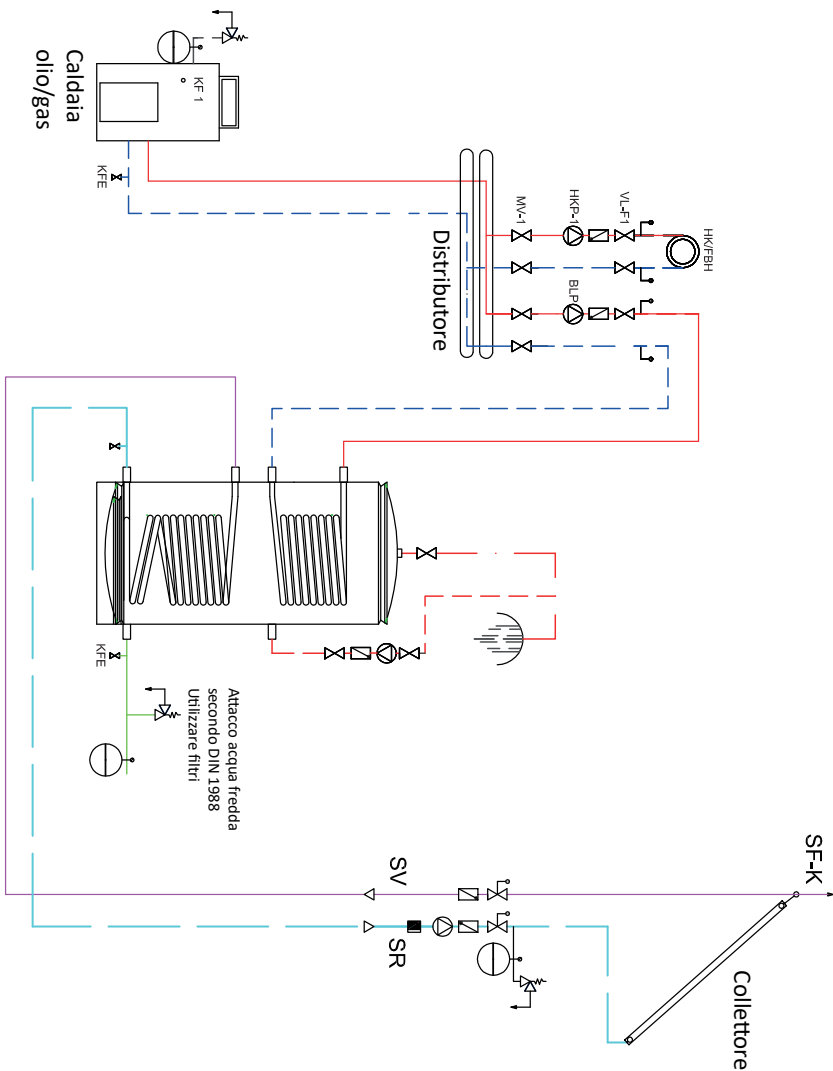 SF-K
Collettore
SV
SR
HK/FBH
VL-F1
HKP-1
BLP
MV-1
Distributore
KF 1
KFE
Caldaia
olio/gas
KFE
Attacco acqua fredda
secondo DIN 1988
Utilizzare filtri